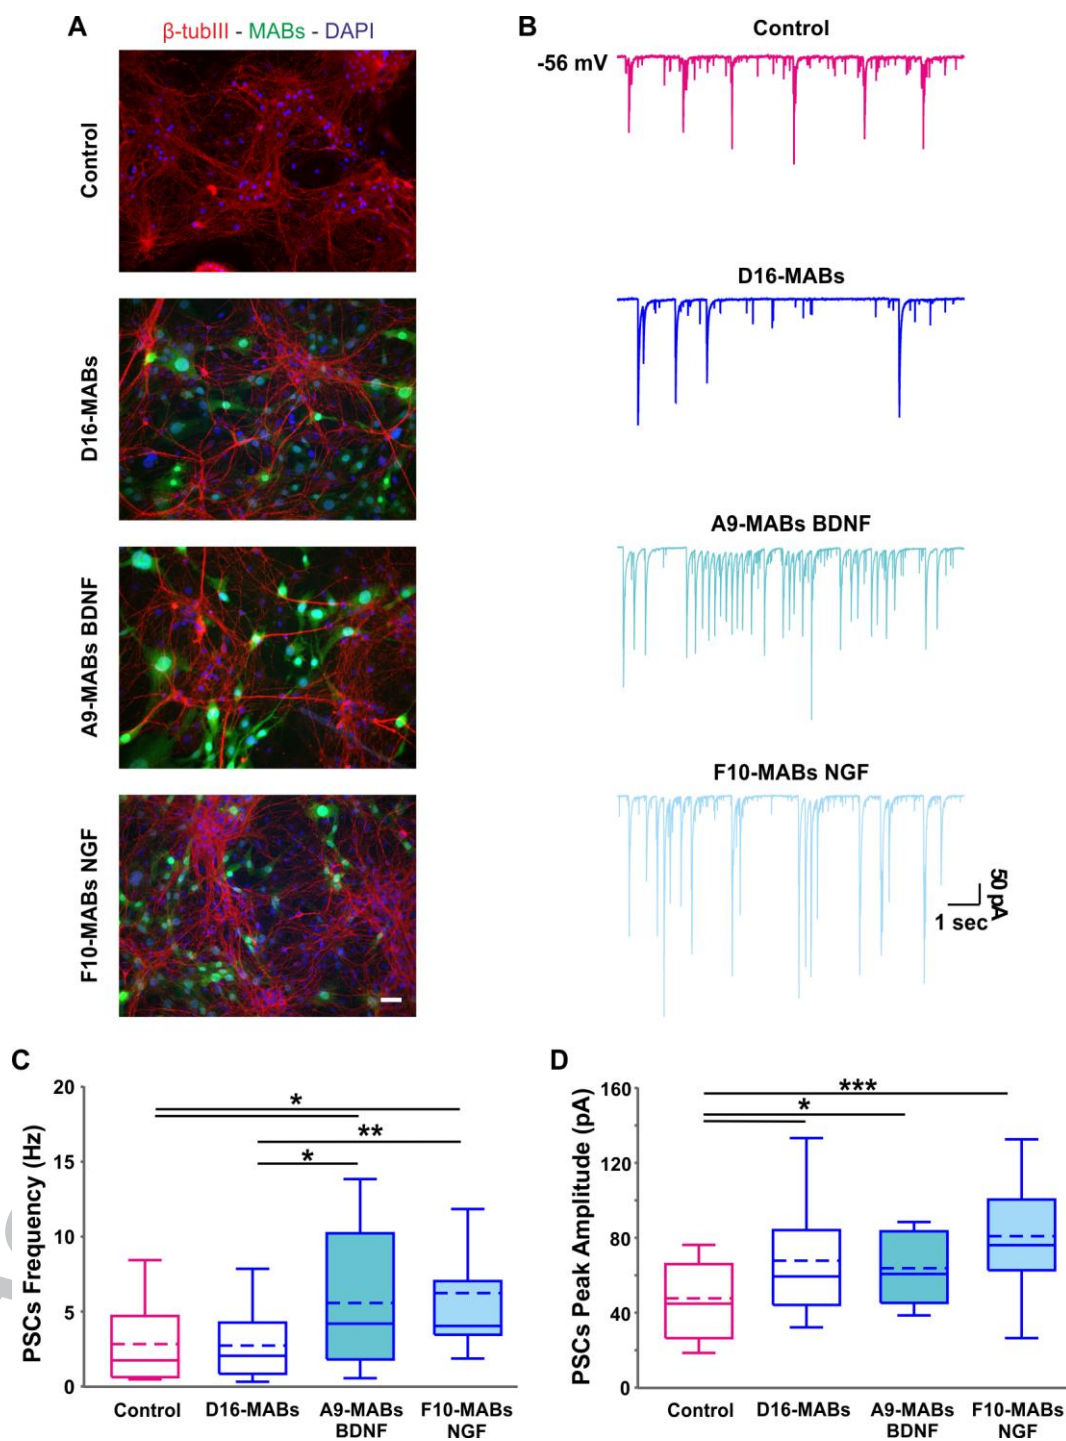 A
β-tubIII - MABs - DAPI
Control
D16-MABs
A9-MABs BDNF
F10-MABs NGF
B
Control
-56 mV
D16-MABs
A9-MABs BDNF
F10-MABs NGF
50 pA
1 sec
C
PSCs Frequency (Hz)
20
15
10
5
0
*
**
*
Control
D16-MABs
A9-MABs
BDNF
F10-MABs
NGF
D
PSCs Peak Amplitude (pA)
160
120
80
40
0
***
*
Control
D16-MABs
A9-MABs
BDNF
F10-MABs
NGF